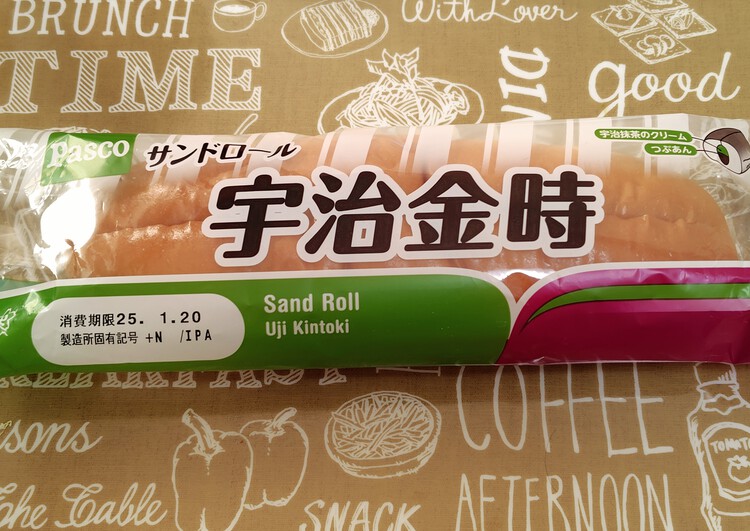 BRUNCH
With Lover
TIME
good
Pasco
サンドロール
宇治抹茶のクリーム
つぶあん
宇治金時
消費期限25. 1.20
製造所固有記号 +N /IPA
Sand Roll
Uji Kintoki
COFFEE
The Table
SNACK
AFTERNOON